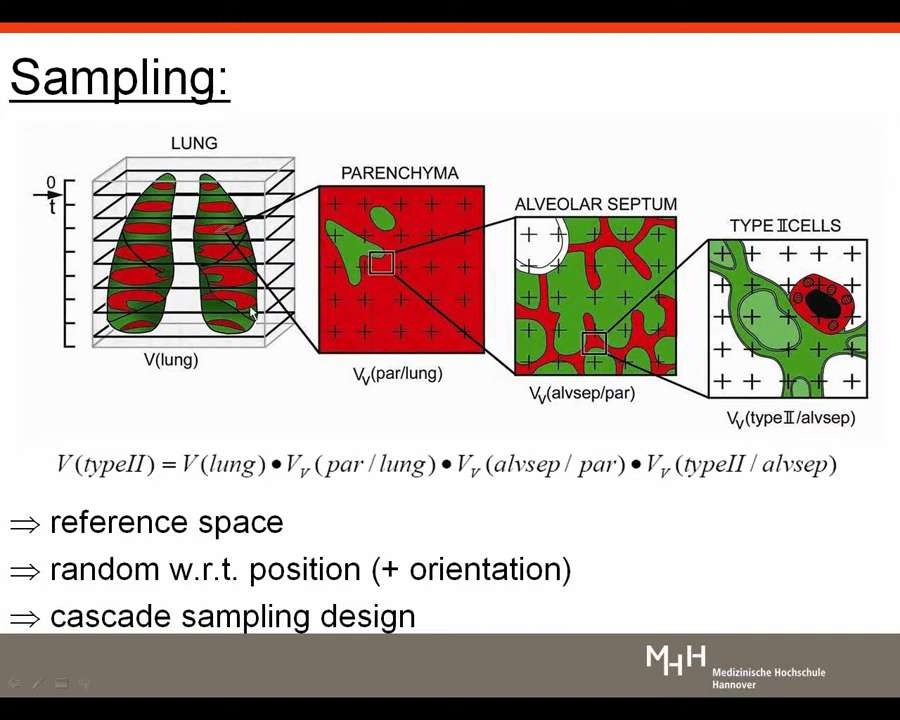 Sampling:
LUNG
0
t
V(lung)
PARENCHYMA
V_V(par/lung)
ALVEOLAR SEPTUM
V_V(alvsep/par)
TYPE II CELLS
V_V(typeII/alvsep)
V(typeII) = V(lung) • V_V(par / lung) • V_V(alvsep / par) • V_V(typeII / alvsep)
⇒ reference space
⇒ random w.r.t. position (+ orientation)
⇒ cascade sampling design
MHH Medizinische Hochschule
Hannover